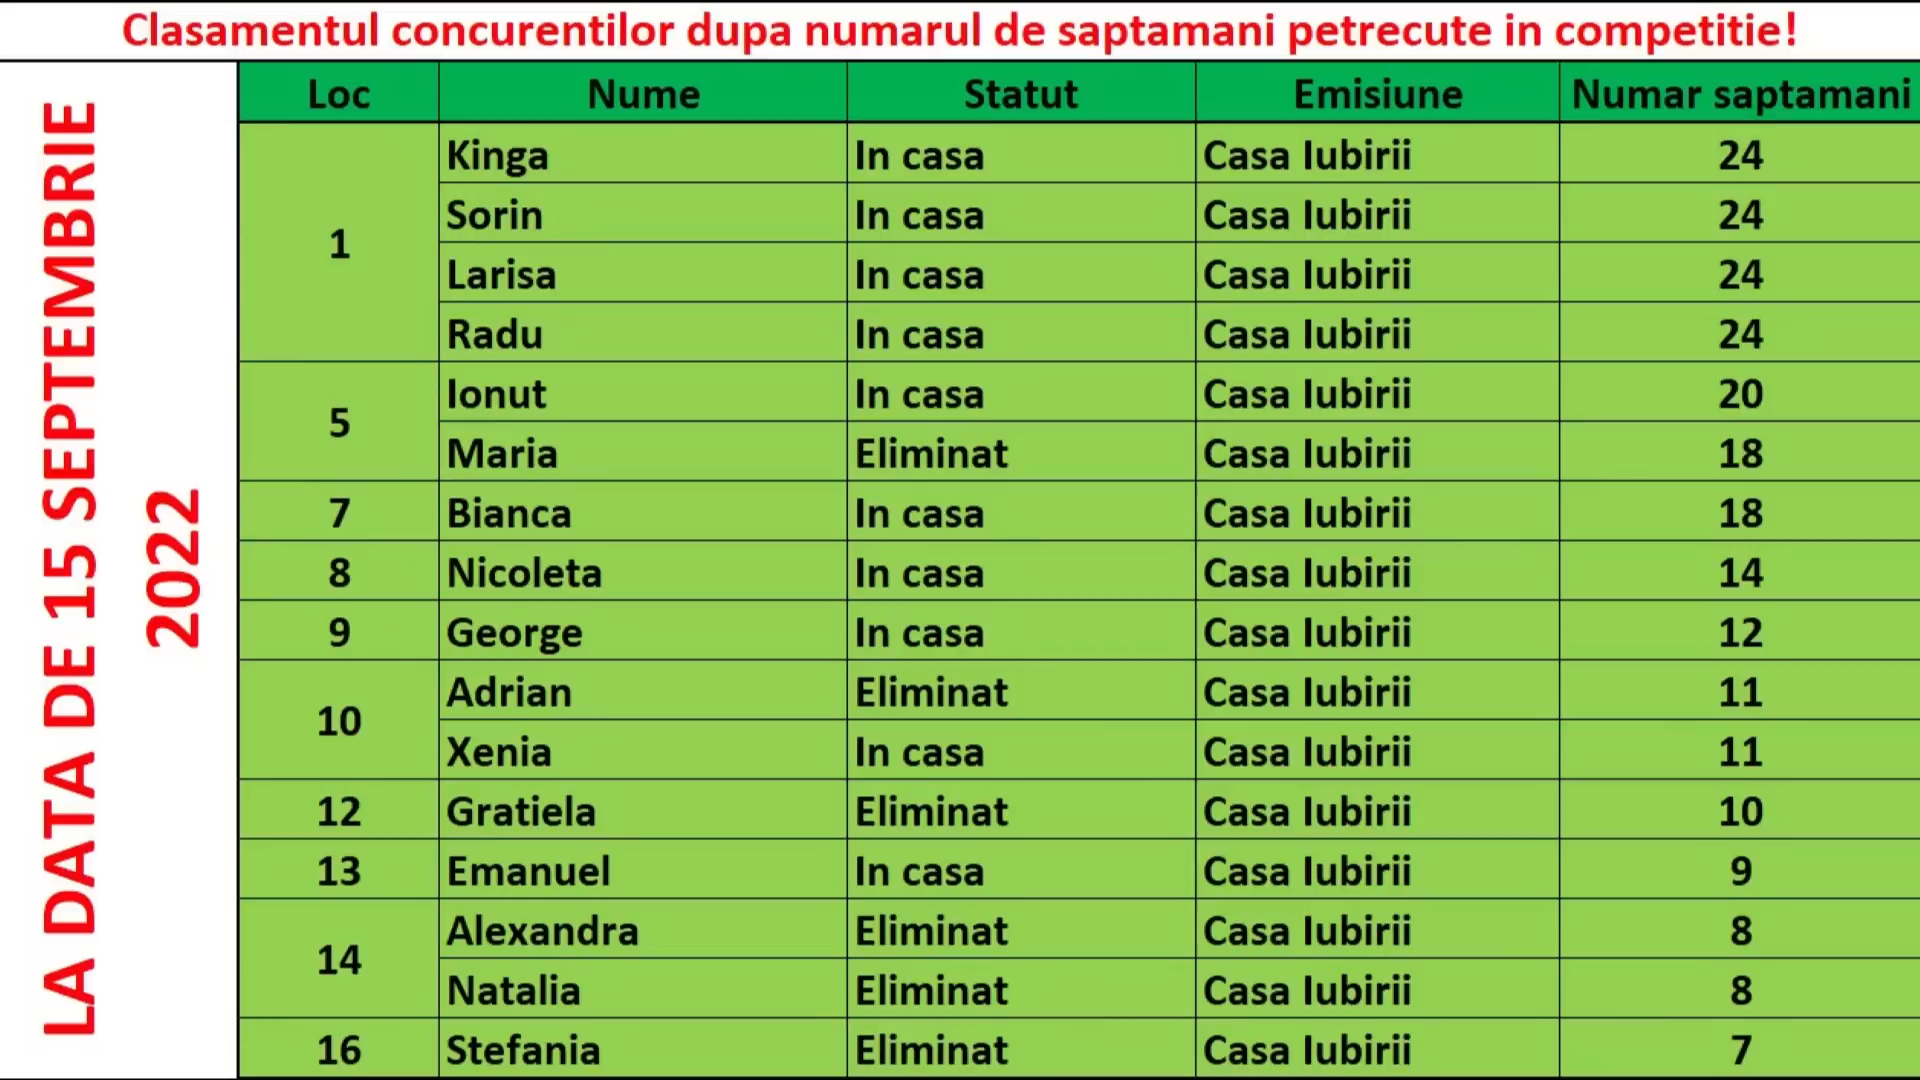 Clasamentul concurentilor dupa numarul de saptamani petrecute in competitie!
LA DATA DE 15 SEPTEMBRIE
2022
Loc Nume Statut Emisiune Numar saptamani
1 Kinga In casa Casa Iubirii 24
Sorin In casa Casa Iubirii 24
Larisa In casa Casa Iubirii 24
Radu In casa Casa Iubirii 24
5 Ionut In casa Casa Iubirii 20
Maria Eliminat Casa Iubirii 18
7 Bianca In casa Casa Iubirii 18
8 Nicoleta In casa Casa Iubirii 14
9 George In casa Casa Iubirii 12
10 Adrian Eliminat Casa Iubirii 11
Xenia In casa Casa Iubirii 11
12 Gratiela Eliminat Casa Iubirii 10
13 Emanuel In casa Casa Iubirii 9
14 Alexandra Eliminat Casa Iubirii 8
Natalia Eliminat Casa Iubirii 8
16 Stefania Eliminat Casa Iubirii 7